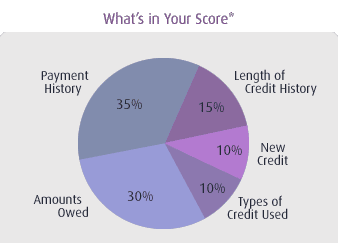 What's in Your Score*
Payment
History
35%
Length of
Credit History
15%
New
Credit
10%
Types of
Credit Used
10%
Amounts
Owed
30%